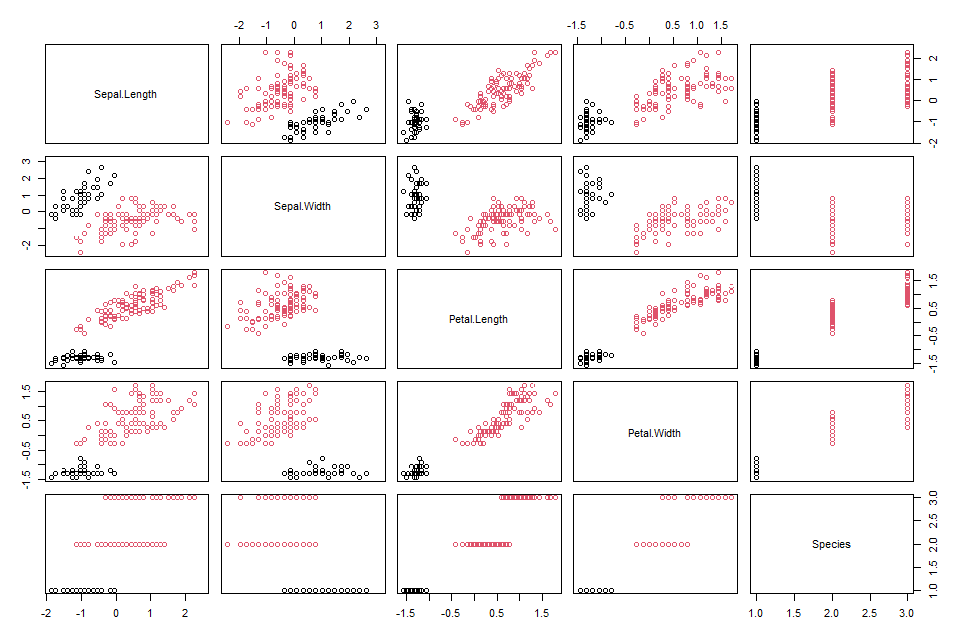 -2 -1 0 1 2 3
-1.5 -0.5 0.5 1.0 1.5
Sepal.Length
-2 -1 0 1 2
-2 0 1 2 3
Sepal.Width
Petal.Length
-1.5 -0.5 0.5 1.5
-1.5 -0.5 0.5 1.5
Petal.Width
Species
1.0 1.5 2.0 2.5 3.0
-2 -1 0 1 2
-1.5 -0.5 0.5 1.5
1.0 1.5 2.0 2.5 3.0